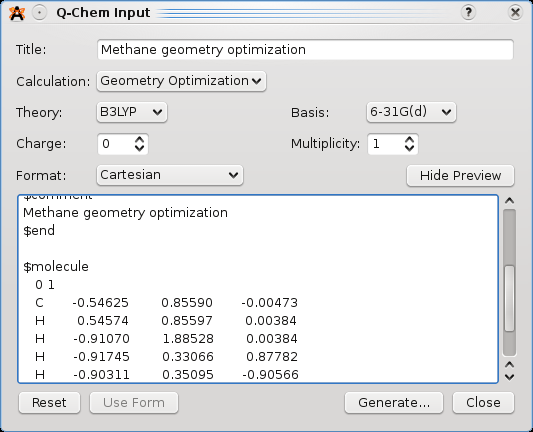 Q-Chem Input
Title: Methane geometry optimization
Calculation: Geometry Optimization
Theory: B3LYP Basis: 6-31G(d)
Charge: 0 Multiplicity: 1
Format: Cartesian Hide Preview
$comment
Methane geometry optimization
$end
$molecule
0 1
C -0.54625 0.85590 -0.00473
H 0.54574 0.85597 0.00384
H -0.91070 1.88528 0.00384
H -0.91745 0.33066 0.87782
H -0.90311 0.35095 -0.90566
Reset Use Form Generate... Close